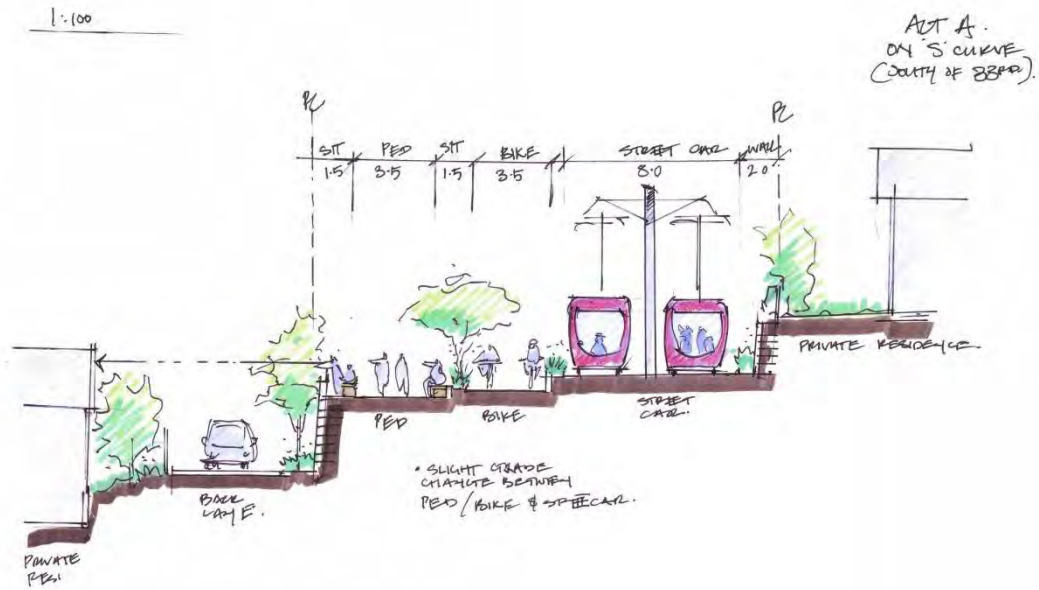 1:100
ALT A.
ON 'S' CURVE
(SOUTH OF 83RD).
PL
PL
SIT PED SIT BIKE STREET CAR WALL
1.5 3.5 1.5 3.5 8.0 2.0
PRIVATE RESIDENCE
PED
BIKE
STREET
CAR.
BACK
LANE.
• SLIGHT GRADE
CHANGE BETWEEN
PED / BIKE & STREETCAR.
PRIVATE
RESI